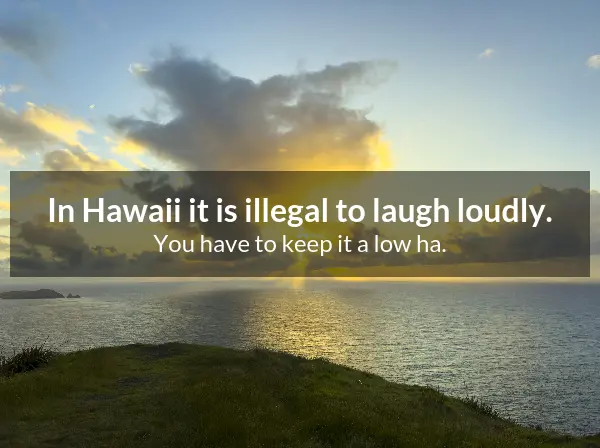 In Hawaii it is illegal to laugh loudly.
You have to keep it a low ha.